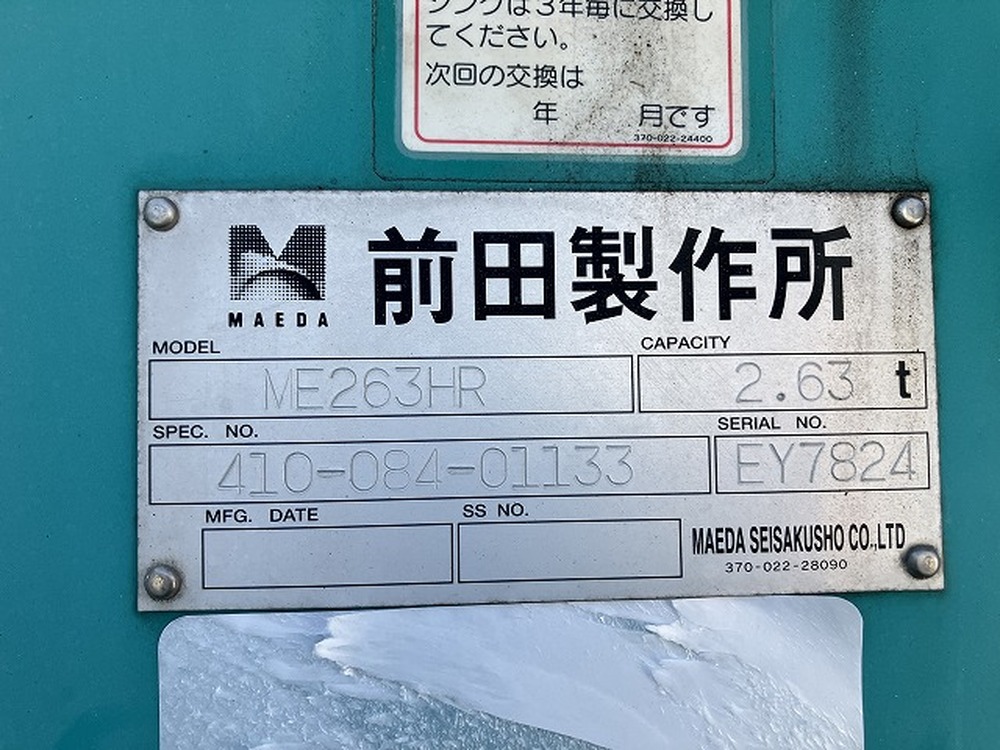 シングは3年毎に交換し
てください。
次回の交換は
年 月です
370-022-24400
前田製作所
MAEDA
MODEL CAPACITY
ME263HR 2.63 t
SPEC. NO. SERIAL NO.
410-084-01133 EY7824
MFG. DATE SS NO.
MAEDA SEISAKUSHO CO.,LTD
370-022-28090